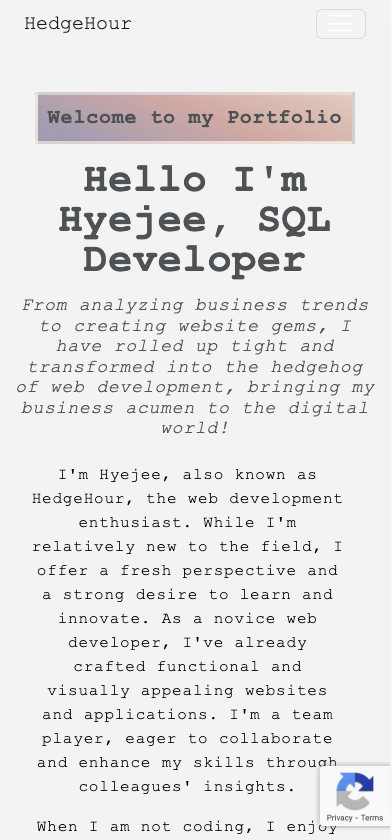 HedgeHour
Welcome to my Portfolio
Hello I'm
Hyejee, SQL
Developer
From analyzing business trends
to creating website gems, I
have rolled up tight and
transformed into the hedgehog
of web development, bringing my
business acumen to the digital
world!
I'm Hyejee, also known as
HedgeHour, the web development
enthusiast. While I'm
relatively new to the field, I
offer a fresh perspective and
a strong desire to learn and
innovate. As a novice web
developer, I've already
crafted functional and
visually appealing websites
and applications. I'm a team
player, eager to collaborate
and enhance my skills through
colleagues' insights.
Privacy - Terms
When I am not coding, I enjoy